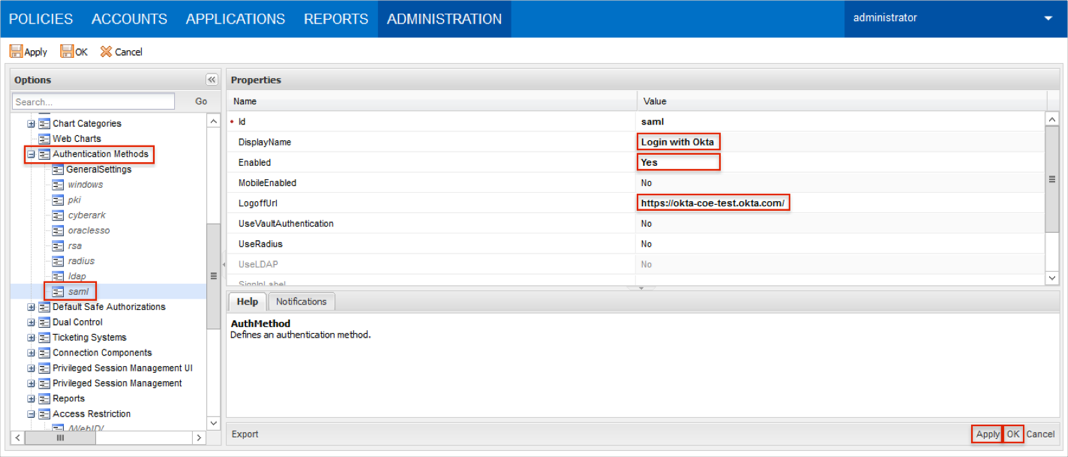 POLICIES ACCOUNTS APPLICATIONS REPORTS ADMINISTRATION administrator
Apply OK Cancel
Options
Search... Go
Chart Categories
Web Charts
Authentication Methods
GeneralSettings
windows
pki
cyberark
oraclesso
rsa
radius
ldap
saml
Default Safe Authorizations
Dual Control
Ticketing Systems
Connection Components
Privileged Session Management UI
Privileged Session Management
Reports
Access Restriction
/WebID/
Properties
Name Value
Id saml
DisplayName Login with Okta
Enabled Yes
MobileEnabled No
LogoffUrl https://okta-coe-test.okta.com/
UseVaultAuthentication No
UseRadius No
UseLDAP No
SignInLabel
Help Notifications
AuthMethod
Defines an authentication method.
Export Apply OK Cancel